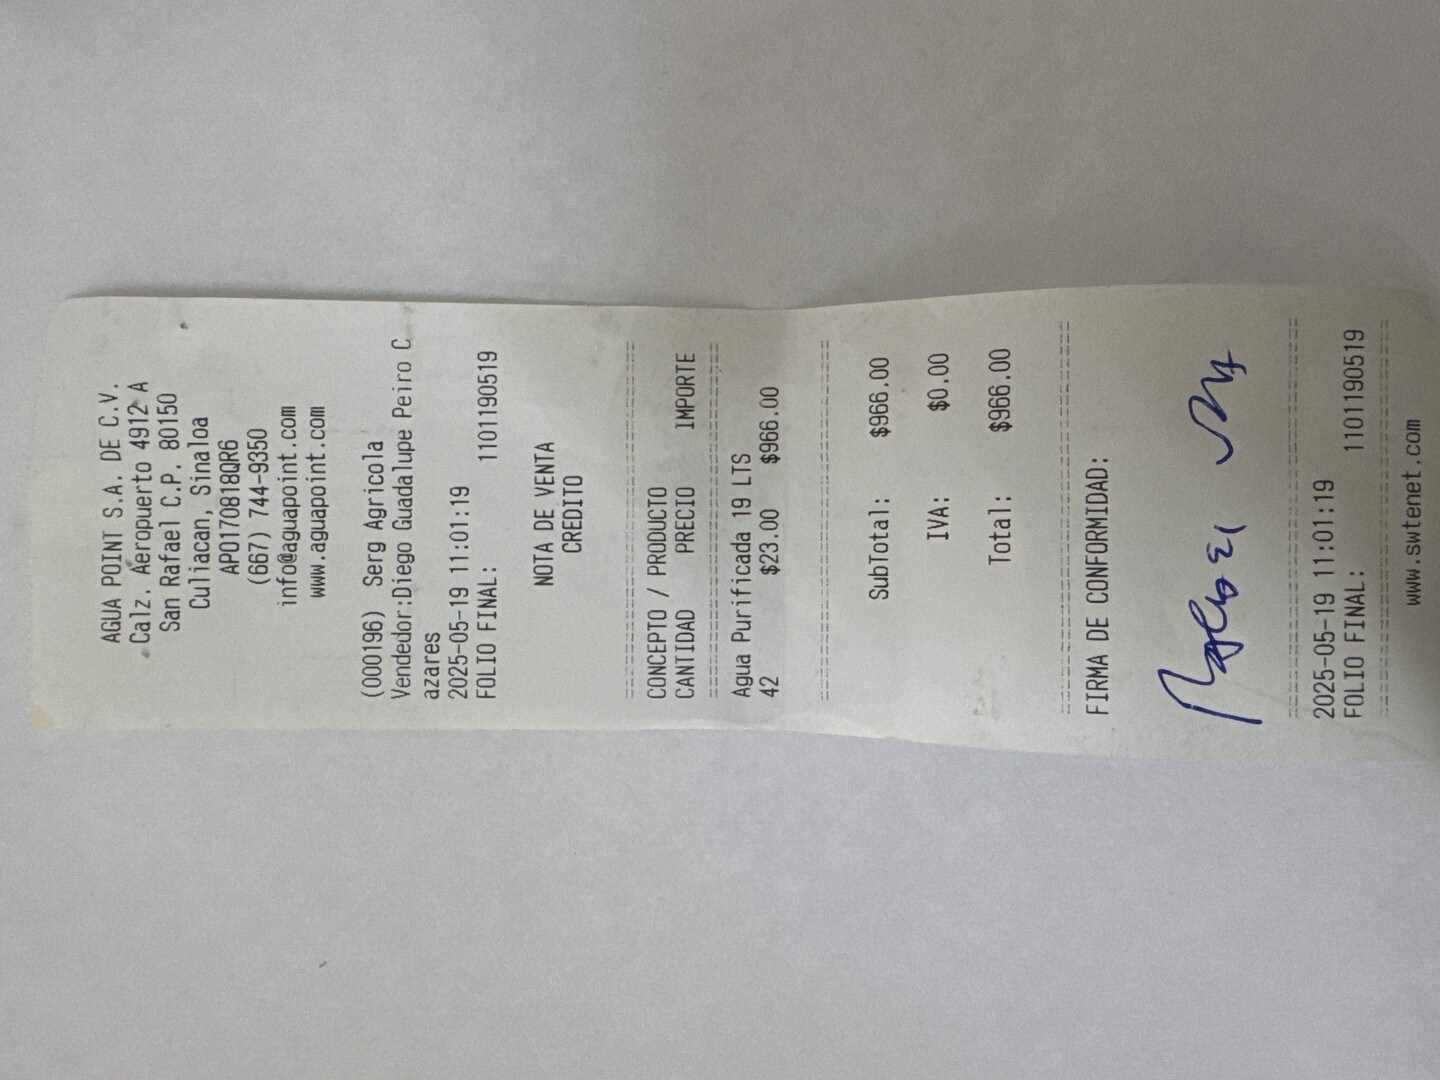 AGUA POINT S.A. DE C.V.
Calz. Aeropuerto 4912 A
San Rafael C.P. 80150
Culiacan, Sinaloa
APO170818QR6
(667) 744-9350
info@aguapoint.com
www.aguapoint.com
(000196) Serg Agricola
Vendedor:Diego Guadalupe Peiro C
azares
2025-05-19 11:01:19
FOLIO FINAL: 1101190519
NOTA DE VENTA
CREDITO
==============================
CONCEPTO / PRODUCTO
CANTIDAD PRECIO IMPORTE
==============================
Agua Purificada 19 LTS
42 $23.00 $966.00
==============================
SubTotal: $966.00
IVA: $0.00
Total: $966.00
==============================
FIRMA DE CONFORMIDAD:
==============================
2025-05-19 11:01:19
FOLIO FINAL: 1101190519
==============================
www.swtenet.com